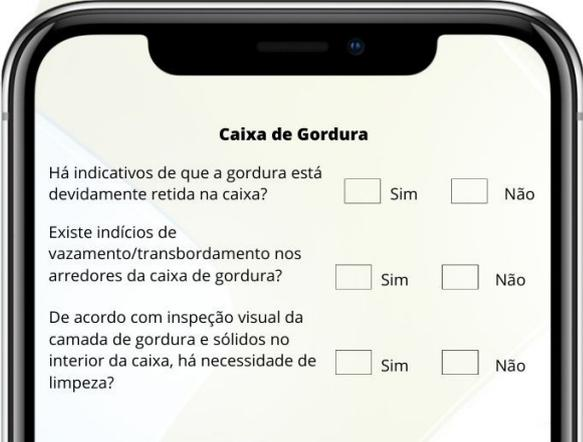 Caixa de Gordura
Há indicativos de que a gordura está
devidamente retida na caixa?
Sim Não
Existe indícios de
vazamento/transbordamento nos
arredores da caixa de gordura?
Sim Não
De acordo com inspeção visual da
camada de gordura e sólidos no
interior da caixa, há necessidade de
limpeza?
Sim Não